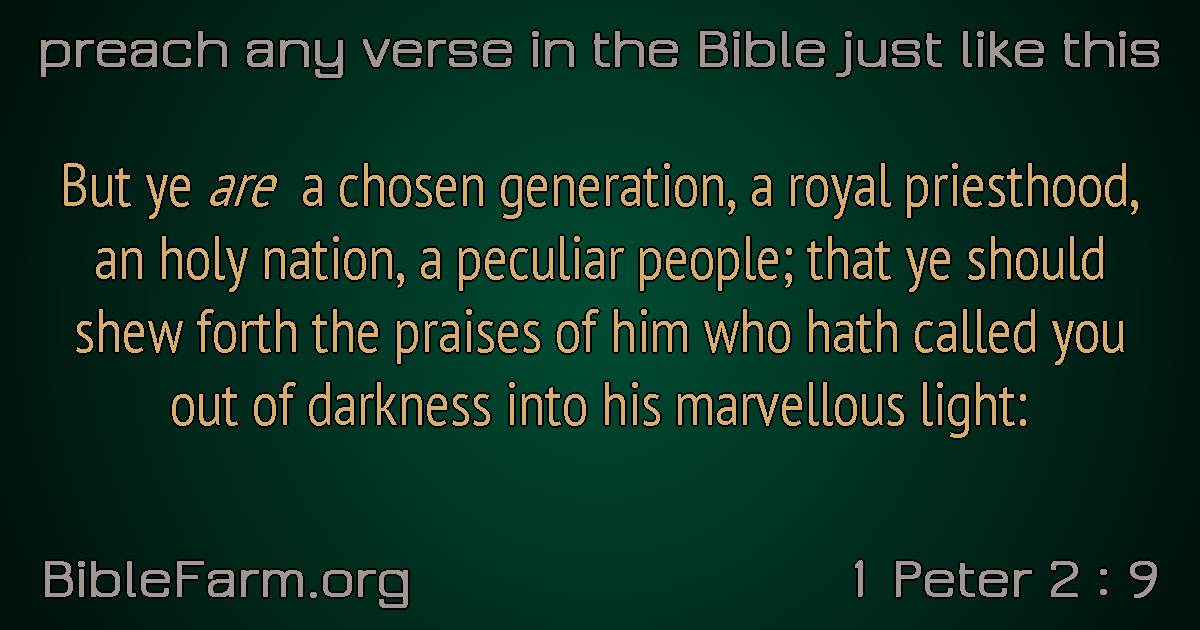 preach any verse in the Bible just like this
But ye are a chosen generation, a royal priesthood,
an holy nation, a peculiar people; that ye should
shew forth the praises of him who hath called you
out of darkness into his marvellous light:
BibleFarm.org
1 Peter 2 : 9